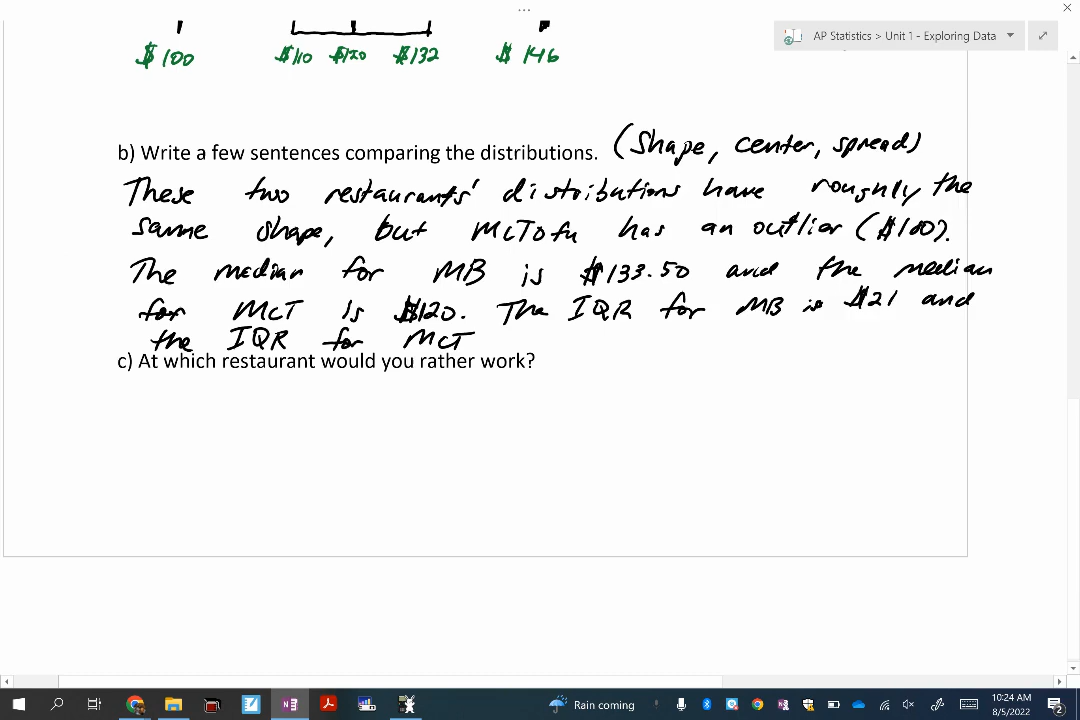 AP Statistics > Unit 1 - Exploring Data
$100 $110 $120 $132 $146
b) Write a few sentences comparing the distributions. (Shape, center, spread)
These two restaurants' distributions have roughly the
same shape, but McTofu has an outlier ($180).
The median for MB is $133.50 and the median
for McT is $120. The IQR for MB is $21 and
the IQR for McT
c) At which restaurant would you rather work?
Rain coming
10:24 AM
8/5/2022
2